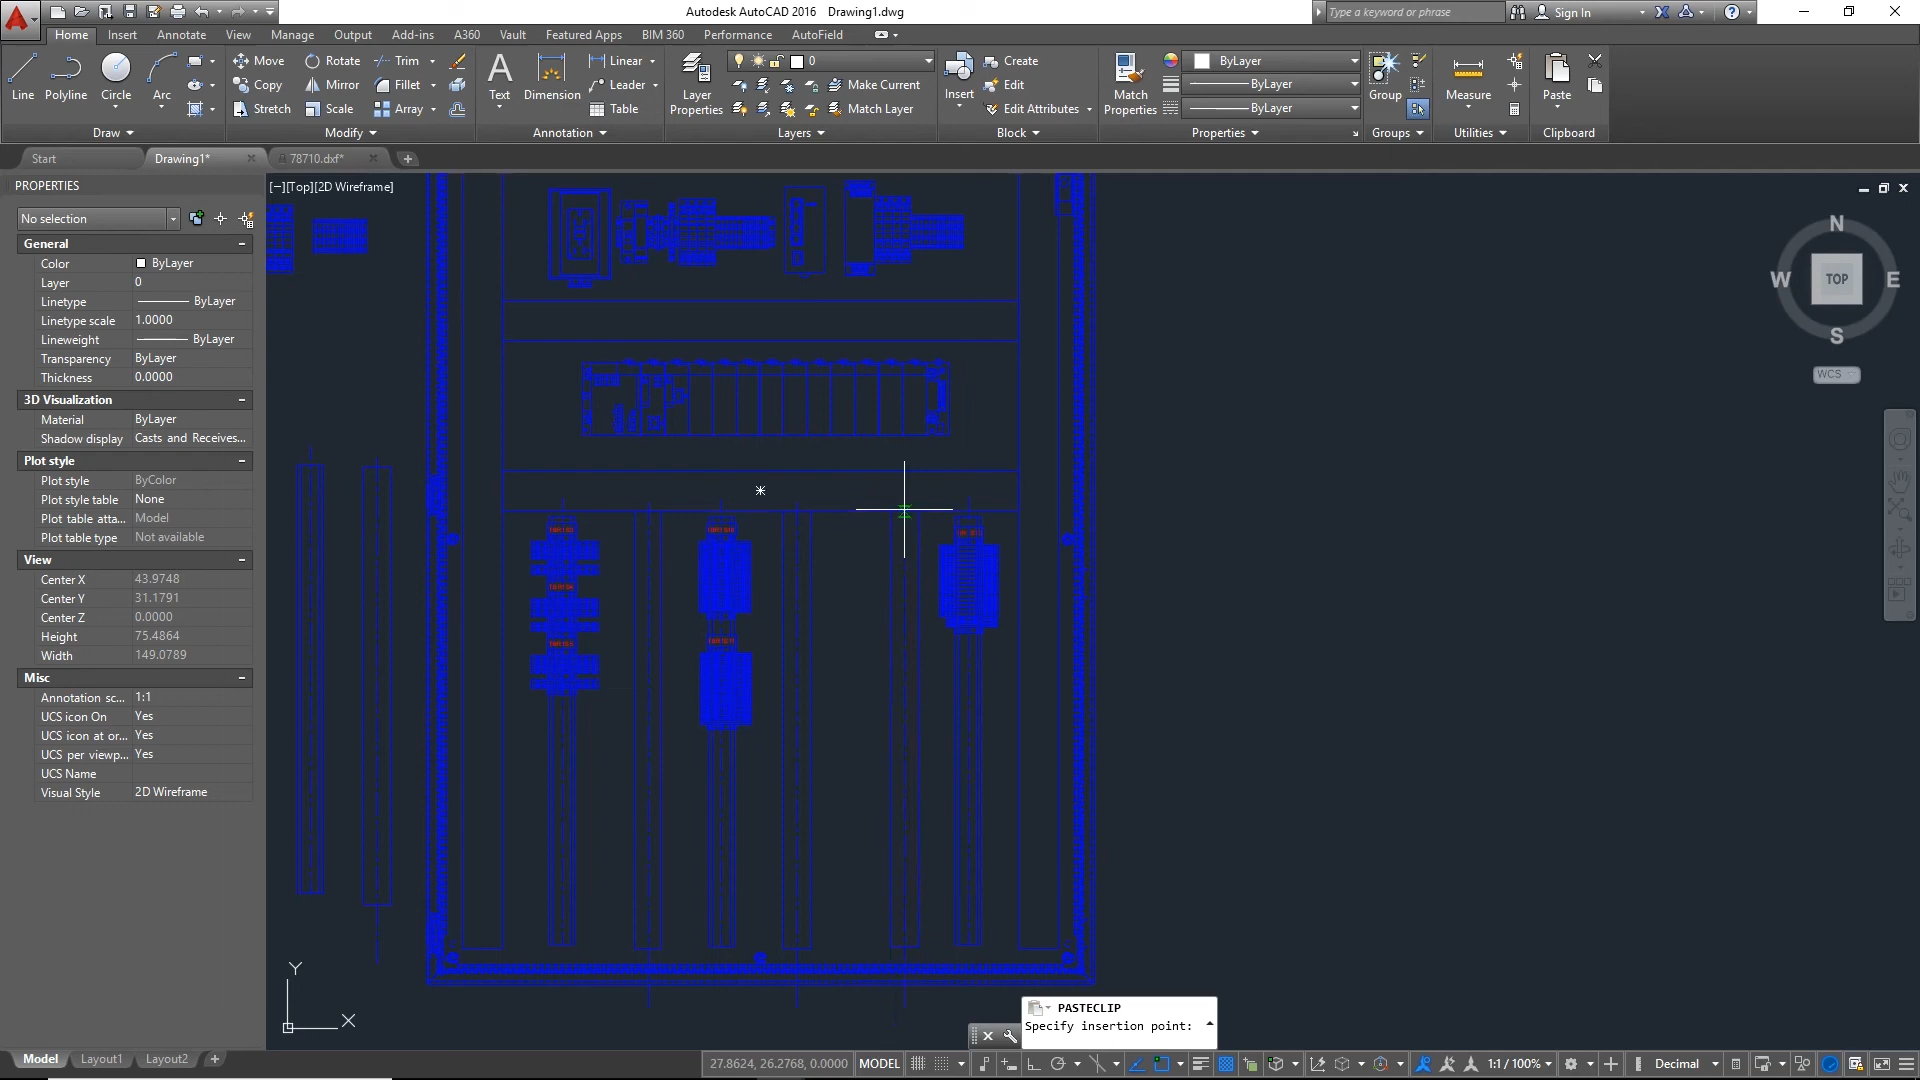 Autodesk AutoCAD 2016 Drawing1.dwg
Type a keyword or phrase
Sign In
Home Insert Annotate View Manage Output Add-ins A360 Vault Featured Apps BIM 360 Performance AutoField
Line Polyline Circle Arc
Draw
Move Rotate Trim
Copy Mirror Fillet
Stretch Scale Array
Modify
Text Dimension
Linear
Leader
Table
Annotation
Layer Properties
0
Make Current
Match Layer
Layers
Insert
Create
Edit
Edit Attributes
Block
Match Properties
ByLayer
ByLayer
ByLayer
Properties
Group
Groups
Measure
Utilities
Paste
Clipboard
Start Drawing1* 78710.dxf*
PROPERTIES
[−][Top][2D Wireframe]
No selection
General
Color ByLayer
Layer 0
Linetype ByLayer
Linetype scale 1.0000
Lineweight ByLayer
Transparency ByLayer
Thickness 0.0000
3D Visualization
Material ByLayer
Shadow display Casts and Receives...
Plot style
Plot style ByColor
Plot style table None
Plot table atta... Model
Plot table type Not available
View
Center X 43.9748
Center Y 31.1791
Center Z 0.0000
Height 75.4864
Width 149.0789
Misc
Annotation sc... 1:1
UCS icon On Yes
UCS icon at or... Yes
UCS per viewp... Yes
UCS Name
Visual Style 2D Wireframe
N
W TOP E
S
WCS
Y
X
PASTECLIP
Specify insertion point:
Model Layout1 Layout2
27.8624, 26.2768, 0.0000 MODEL
1:1 / 100%
Decimal